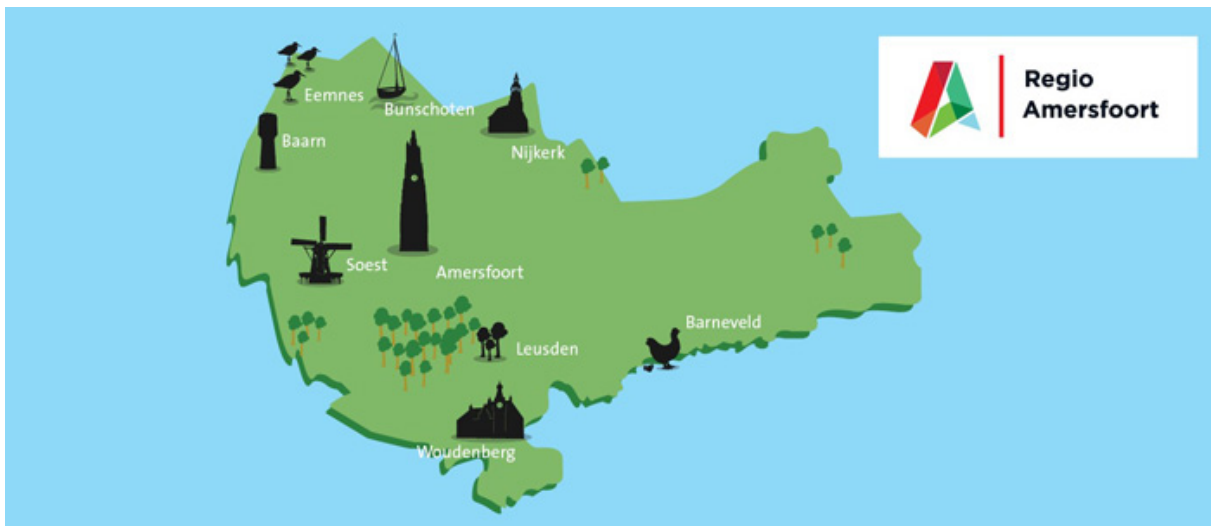 Regio
Amersfoort
Eemnes
Bunschoten
Baarn
Nijkerk
Soest
Amersfoort
Barneveld
Leusden
Woudenberg